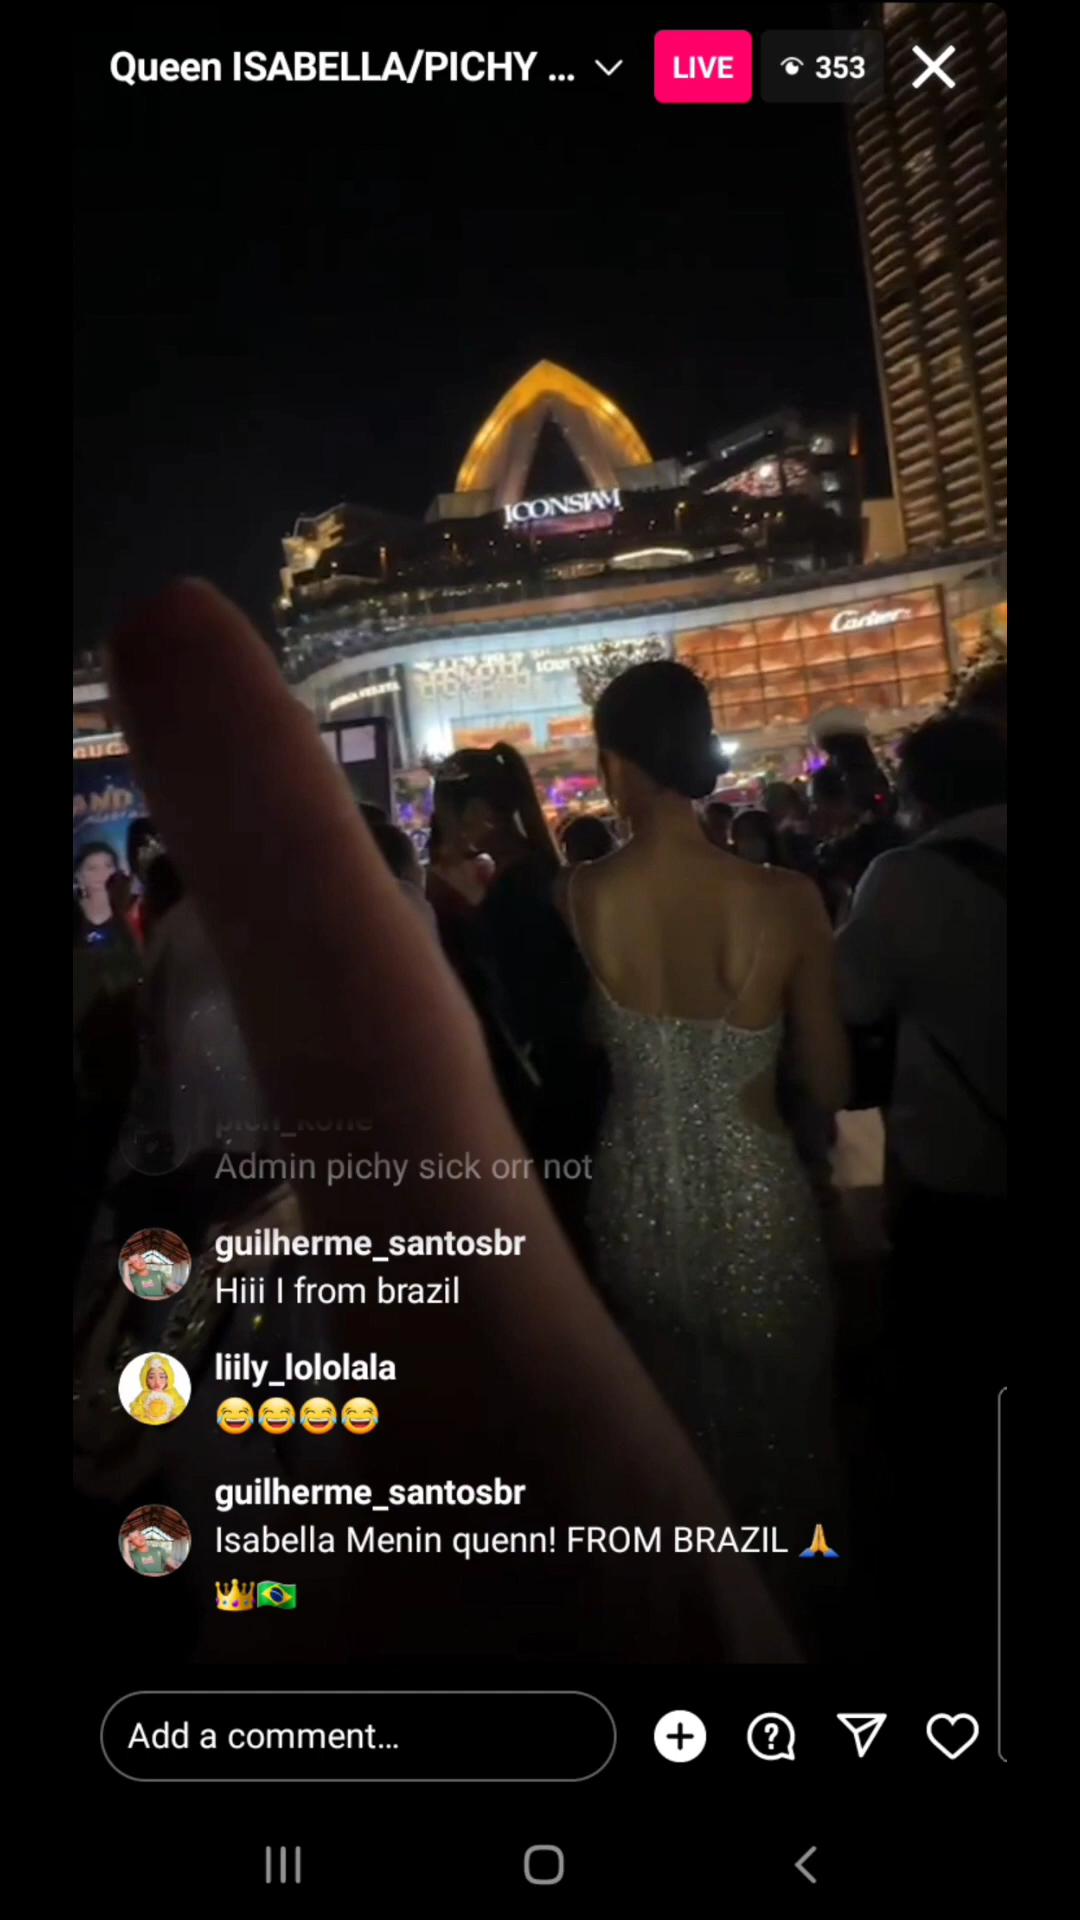 Queen ISABELLA/PICHY ...
LIVE
353
ICONSIAM
Cartier
AND
Admin pichy sick orr not
guilherme_santosbr
Hiii I from brazil
liily_lololala
😂😂😂😂
guilherme_santosbr
Isabella Menin quenn! FROM BRAZIL 🙏
👑🇧🇷
Add a comment...